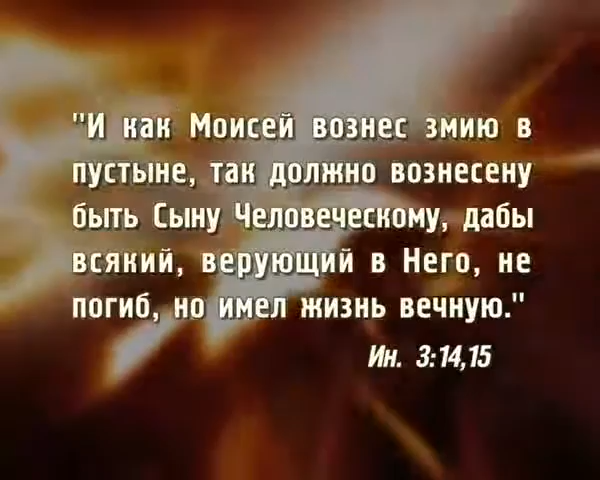 "И как Моисей вознес змию в
пустыне, так должно вознесену
быть Сыну Человеческому, дабы
всякий, верующий в Него, не
погиб, но имел жизнь вечную."
Ин. 3:14,15